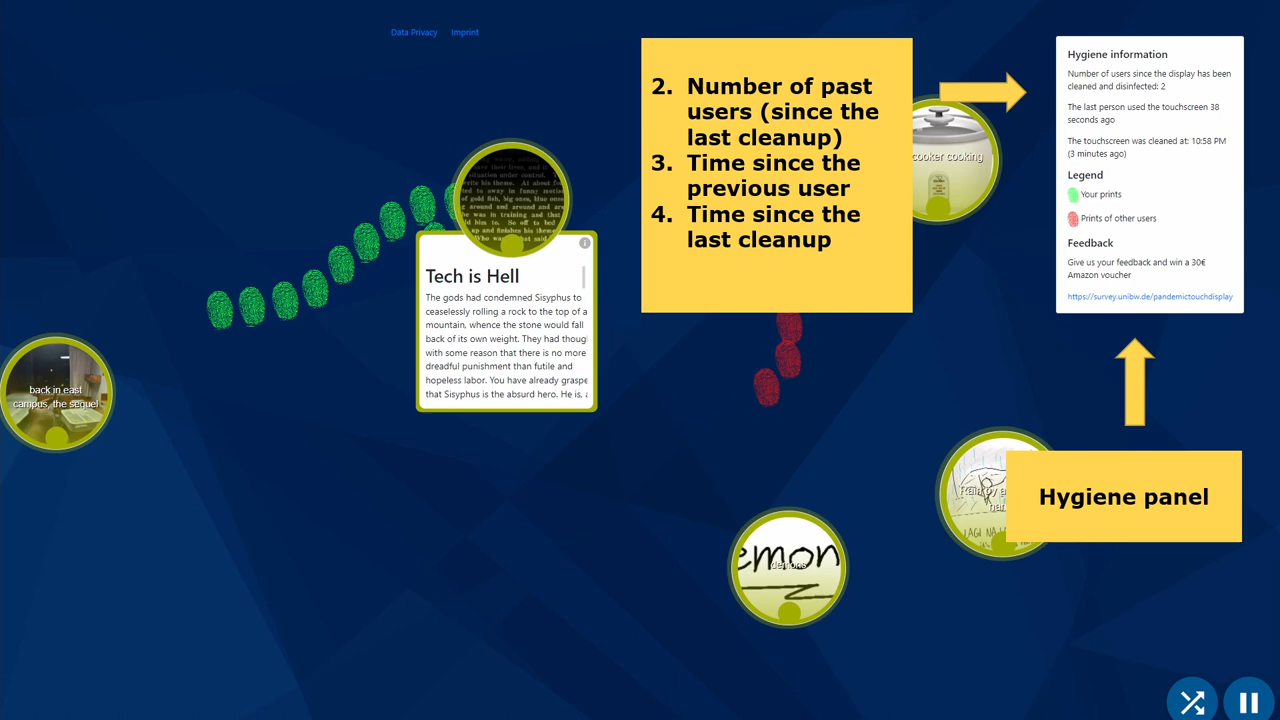 Data Privacy Imprint
2. Number of past
users (since the
last cleanup)
3. Time since the
previous user
4. Time since the
last cleanup
Hygiene information
Number of users since the display has been
cleaned and disinfected: 2
The last person used the touchscreen 38
seconds ago
The touchscreen was cleaned at: 10:58 PM
(3 minutes ago)
Legend
Your prints
Prints of other users
Feedback
Give us your feedback and win a 30€
Amazon voucher
https://survey.unibw.de/pandemictouchdisplay
cooker cooking
Tech is Hell
The gods had condemned Sisyphus to
ceaselessly rolling a rock to the top of a
mountain, whence the stone would fall
back of its own weight. They had thoug
with some reason that there is no more
dreadful punishment than futile and
hopeless labor. You have already graspe
that Sisyphus is the absurd hero. He is,
back in east
campus, the sequel
Hygiene panel
emon
demons